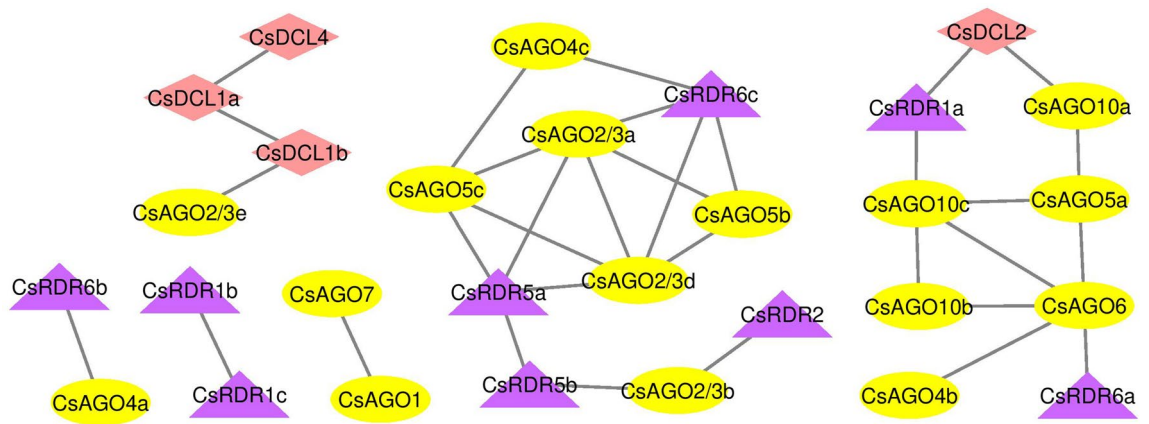 CsDCL4
CsDCL1a
CsDCL1b
CsAGO2/3e
CsRDR6b
CsAGO4a
CsRDR1b
CsRDR1c
CsAGO7
CsAGO1
CsAGO4c
CsRDR6c
CsAGO2/3a
CsAGO5c
CsAGO5b
CsAGO2/3d
CsRDR5a
CsRDR2
CsRDR5b
CsAGO2/3b
CsDCL2
CsRDR1a
CsAGO10a
CsAGO10c
CsAGO5a
CsAGO10b
CsAGO6
CsAGO4b
CsRDR6a